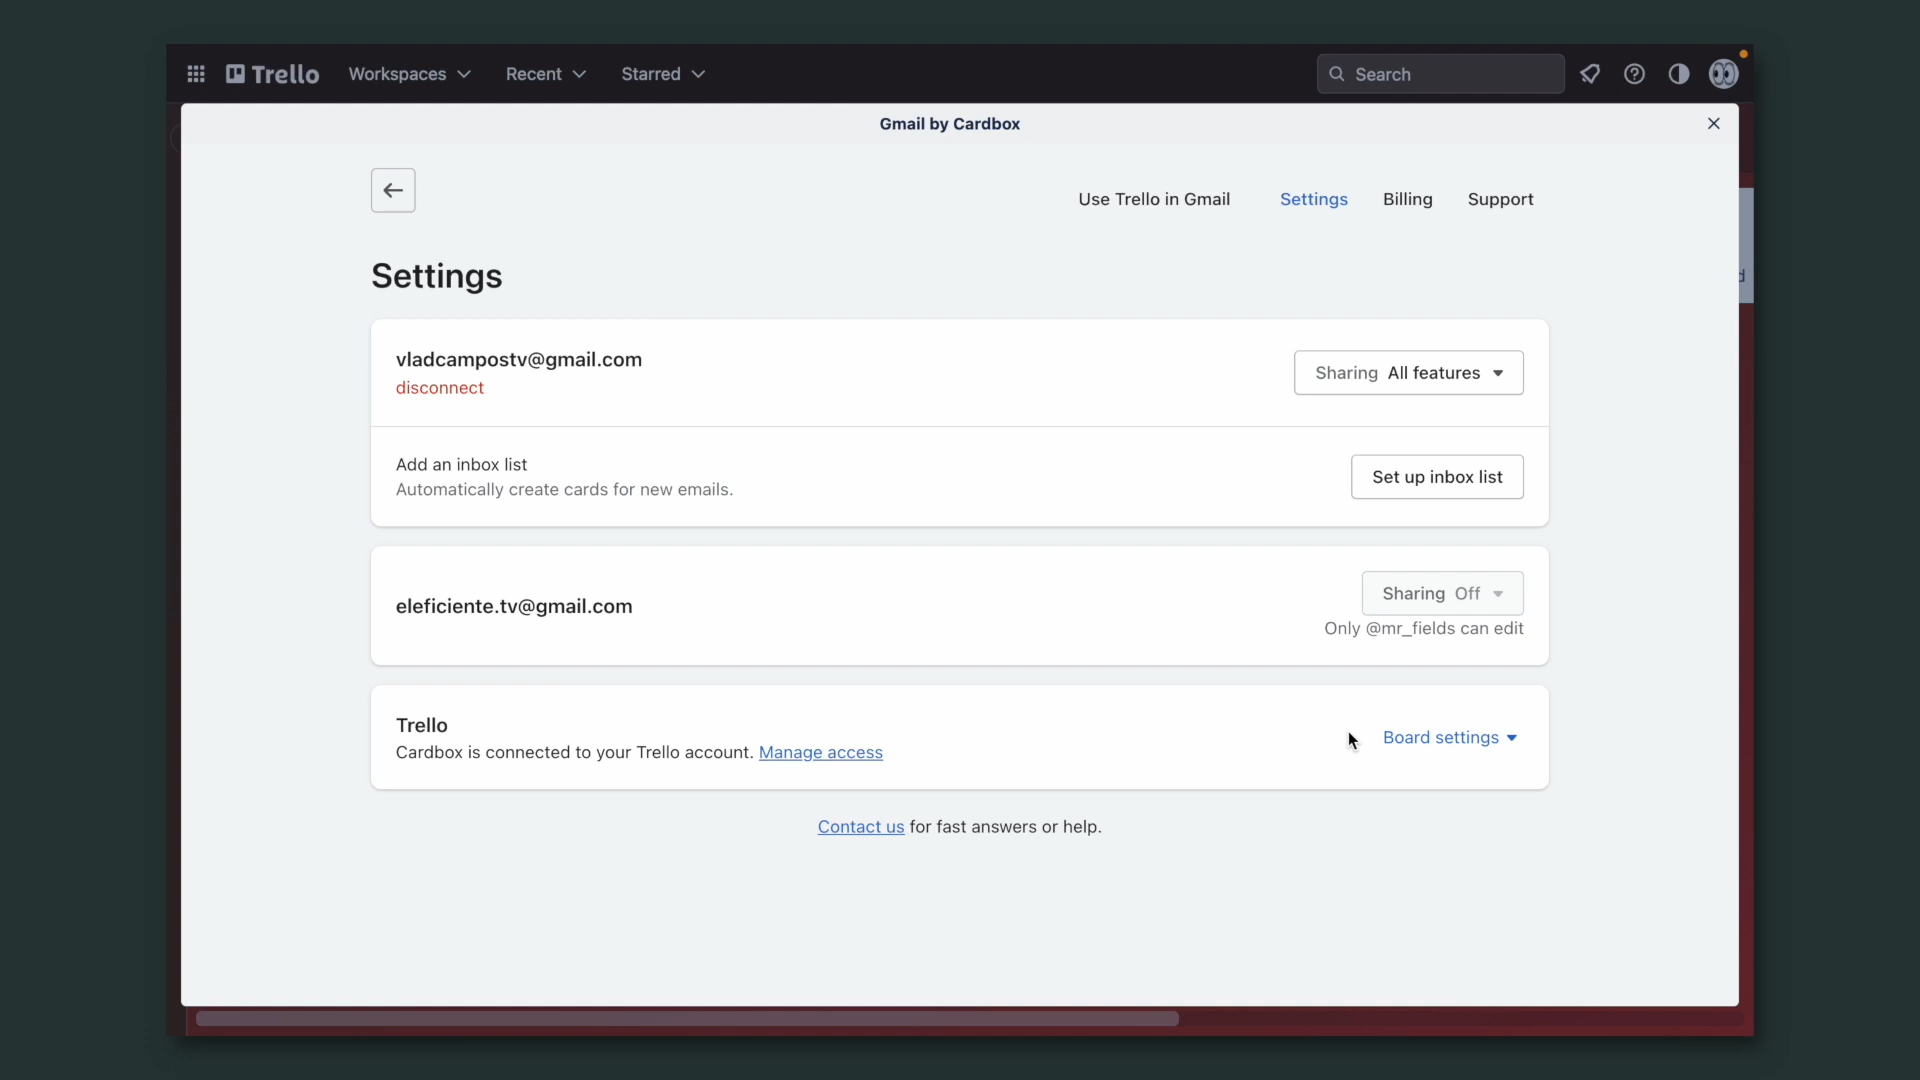 Trello
Workspaces
Recent
Starred
Search
Gmail by Cardbox
Use Trello in Gmail
Settings
Billing
Support
Settings
vladcampostv@gmail.com
disconnect
Sharing All features
Add an inbox list
Automatically create cards for new emails.
Set up inbox list
eleficiente.tv@gmail.com
Sharing Off
Only @mr_fields can edit
Trello
Cardbox is connected to your Trello account. Manage access
Board settings
Contact us for fast answers or help.